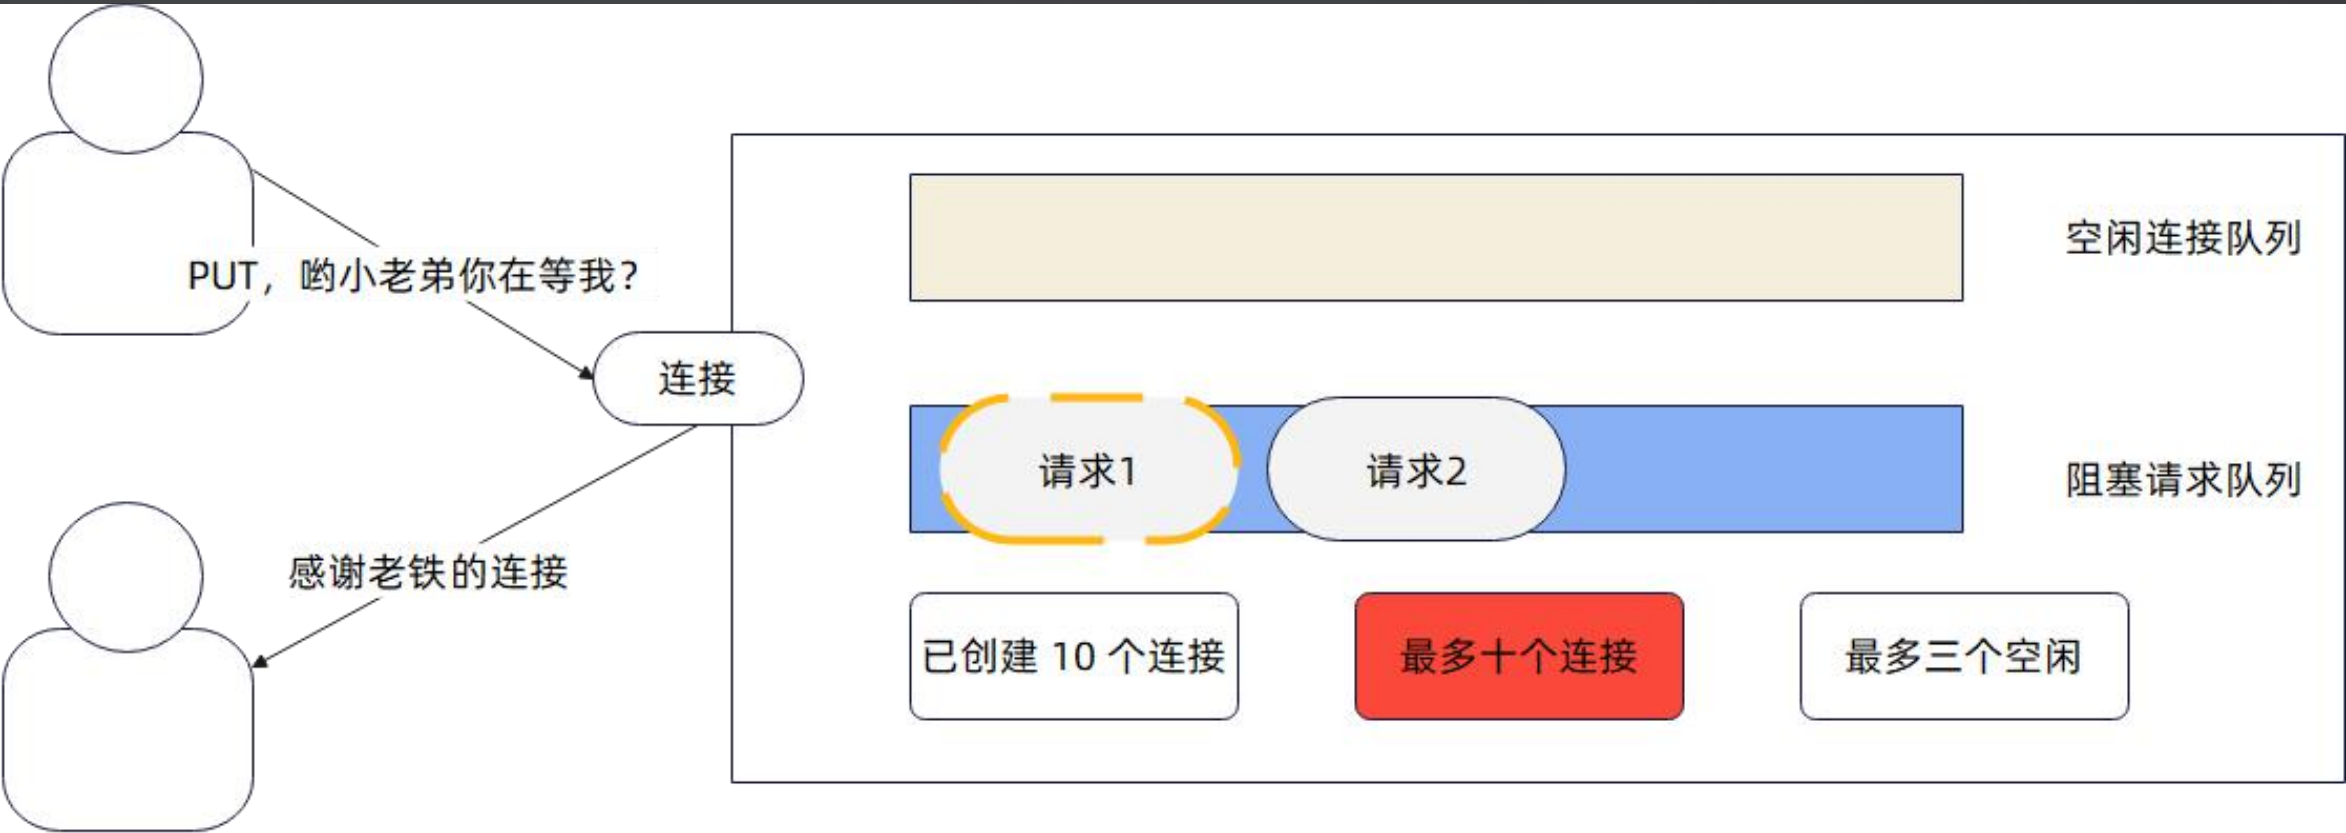 空闲连接队列
PUT，哟小老弟你在等我？
连接
请求1
请求2
阻塞请求队列
感谢老铁的连接
已创建 10 个连接
最多十个连接
最多三个空闲